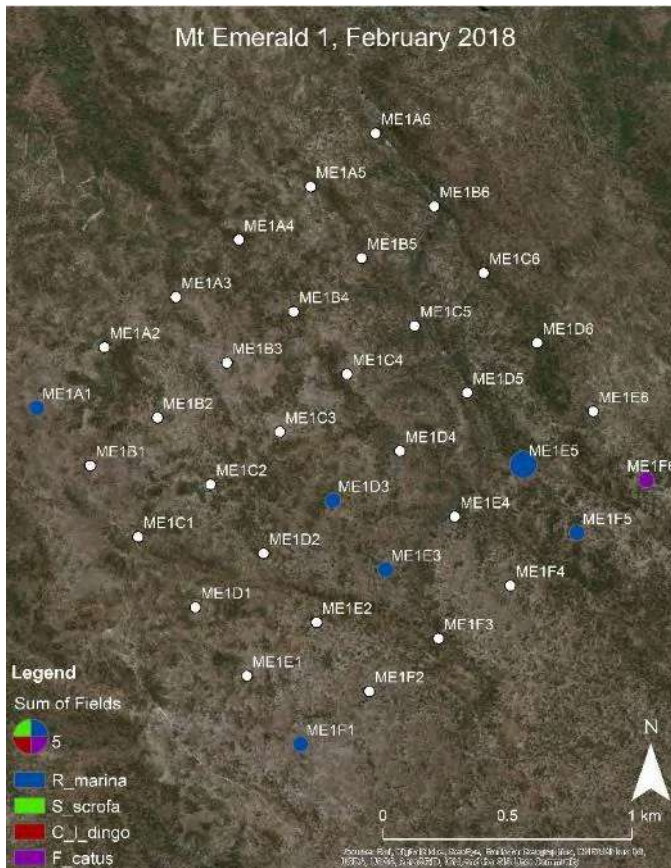 Mt Emerald 1, February 2018
ME1A6
ME1A5
ME1B6
ME1A4
ME1B5
ME1C6
ME1A3
ME1B4
ME1C5
ME1D6
ME1A2
ME1B3
ME1C4
ME1D5
ME1E6
ME1A1
ME1B2
ME1C3
ME1D4
ME1E5
ME1F6
ME1B1
ME1C2
ME1D3
ME1E4
ME1F5
ME1C1
ME1D2
ME1E3
ME1F4
ME1D1
ME1E2
ME1F3
ME1E1
ME1F2
ME1F1
Legend
Sum of Fields
5
R_marina
S_scrofa
C_l_dingo
F_catus
N
0 0.5 1 km